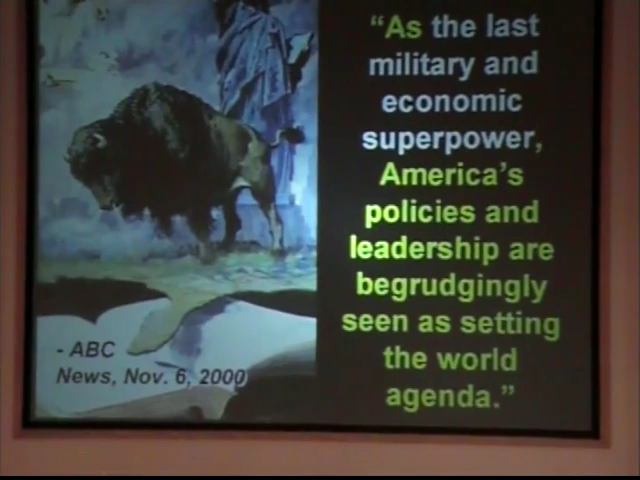 “As the last
military and
economic
superpower,
America’s
policies and
leadership are
begrudgingly
seen as setting
the world
agenda.”
- ABC
News, Nov. 6, 2000